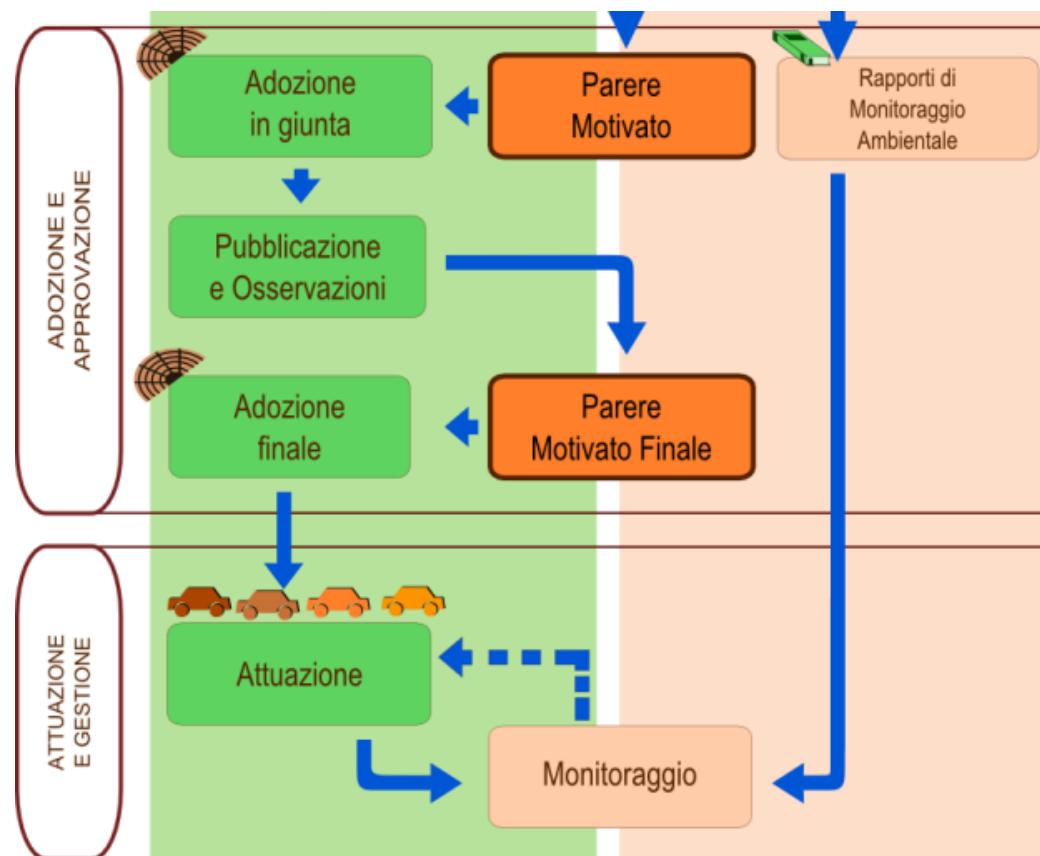 ADOZIONE E
APPROVAZIONE
Adozione
in giunta
Parere
Motivato
Rapporti di
Monitoraggio
Ambientale
Pubblicazione
e Osservazioni
Adozione
finale
Parere
Motivato Finale
ATTUAZIONE
E GESTIONE
Attuazione
Monitoraggio